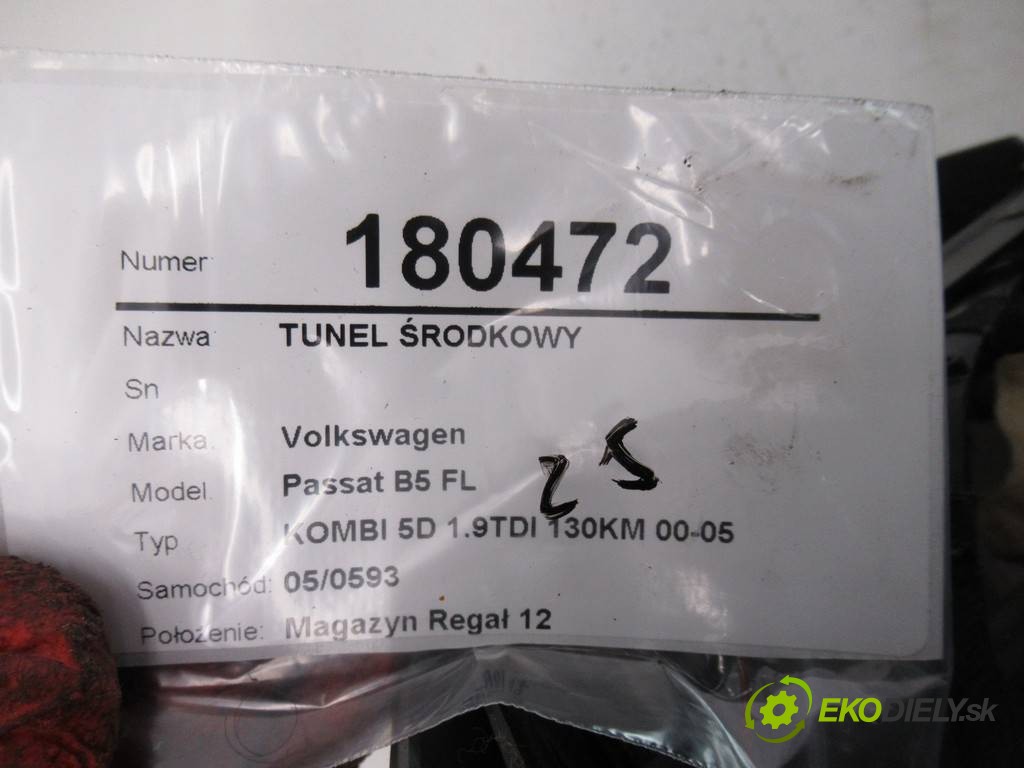 Numer 180472
Nazwa TUNEL ŚRODKOWY
Sn
Marka Volkswagen
Model Passat B5 FL
Typ KOMBI 5D 1.9TDI 130KM 00-05
Samochód: 05/0593
Położenie: Magazyn Regał 12
EKODIELY.sk